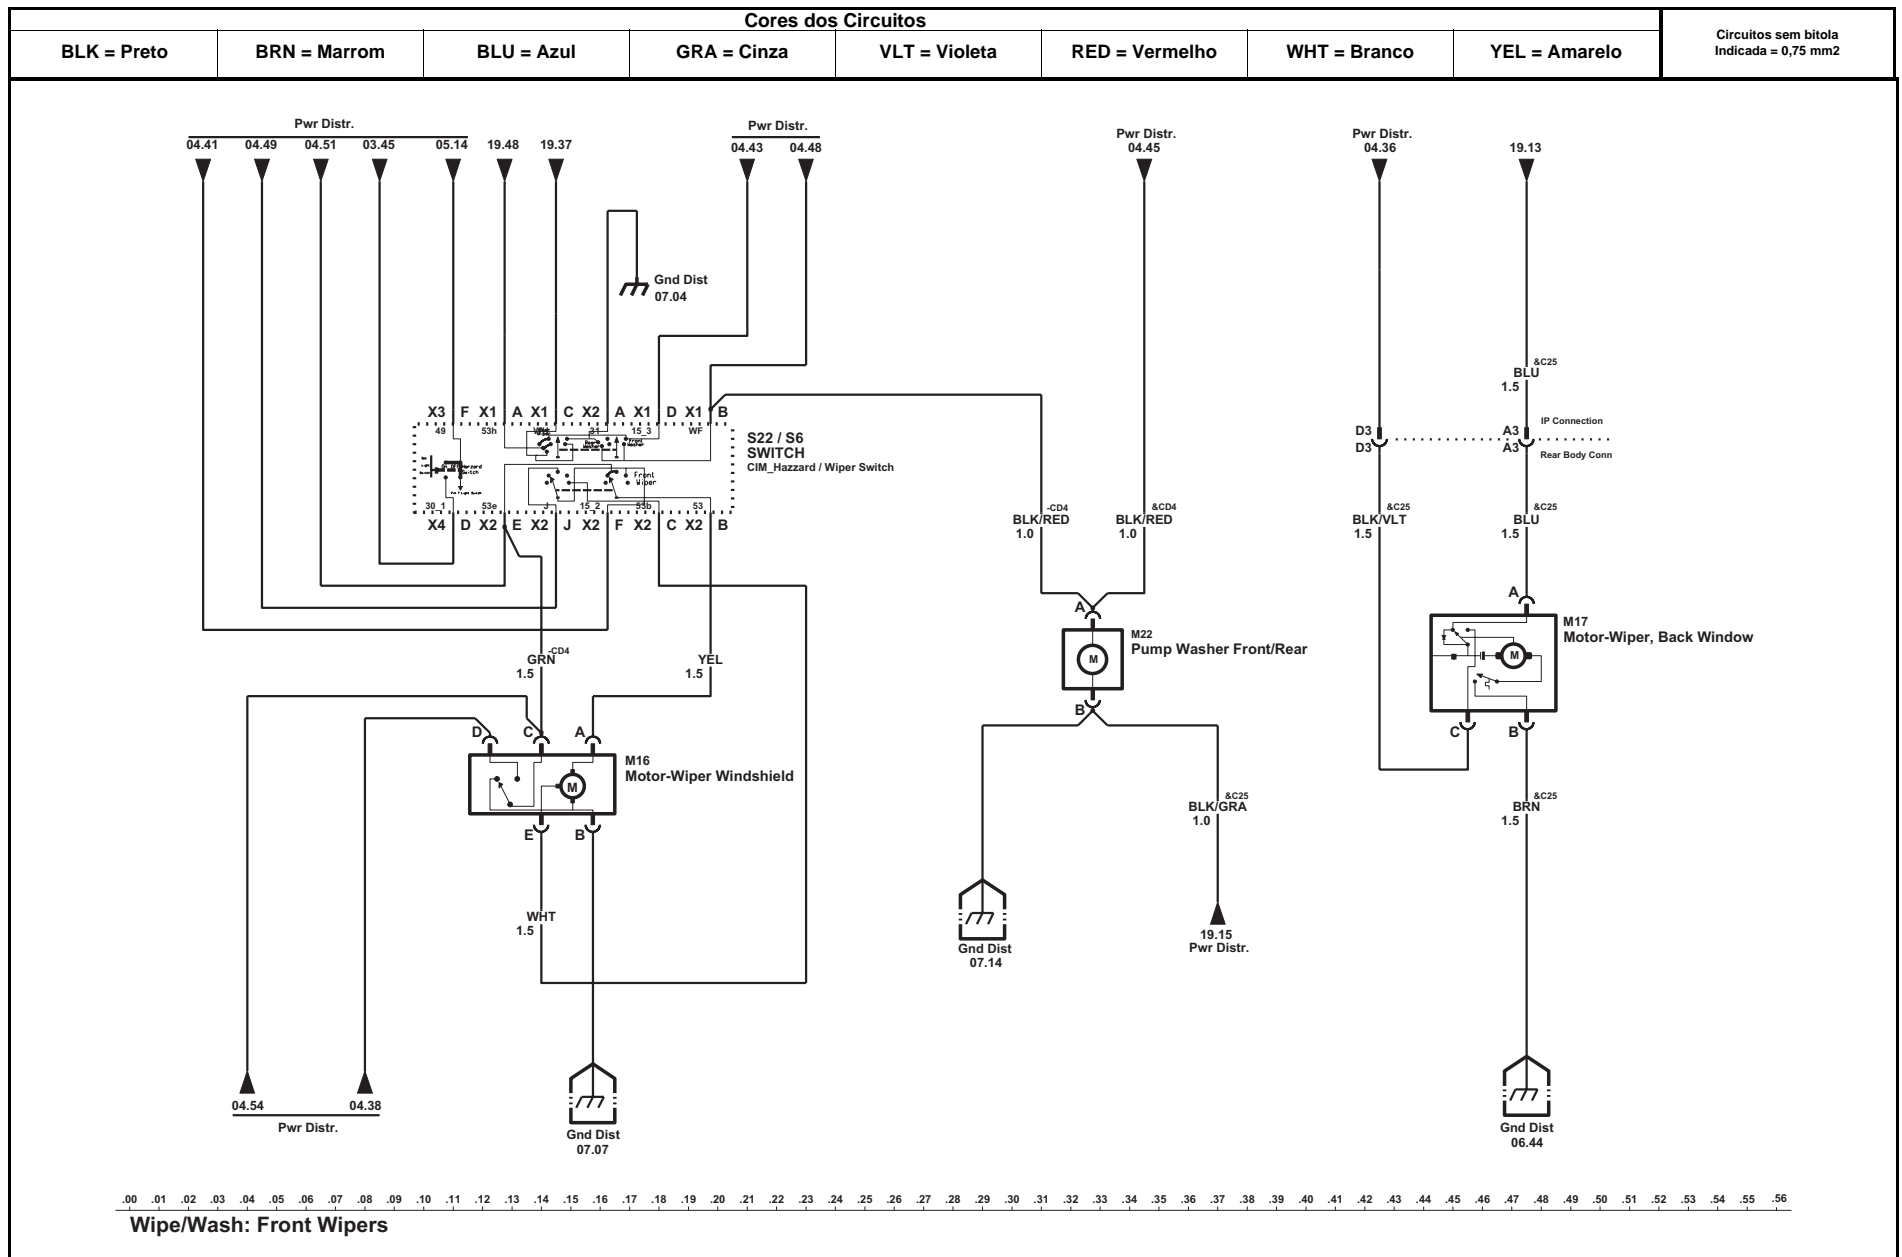 Cores dos Circuitos
BLK = Preto BRN = Marrom BLU = Azul GRA = Cinza VLT = Violeta RED = Vermelho WHT = Branco YEL = Amarelo
Circuitos sem bitola
Indicada = 0,75 mm2
Pwr Distr. Pwr Distr. Pwr Distr. Pwr Distr.
04.41 04.49 04.51 03.45 05.14 19.48 19.37 04.43 04.48 04.45 04.36 19.13
Gnd Dist
07.04
&C25
BLU
1.5
X3 F X1 A X1 C X2 A X1 D X1 B
49 53h 31 15_3 WF
Rear
Washer
Front
Washer
Front
Wiper
30_1 53e J 15_2 53b 53
X4 D X2 E X2 J X2 F X2 C X2 B
S22 / S6
SWITCH
CIM_Hazzard / Wiper Switch
D3 A3 IP Connection
D3 A3 Rear Body Conn
-CD4
BLK/RED
1.0
&CD4
BLK/RED
1.0
&C25
BLK/VLT
1.5
&C25
BLU
1.5
A
M
B
M22
Pump Washer Front/Rear
A
M
C B
M17
Motor-Wiper, Back Window
-CD4
GRN
1.5
YEL
1.5
D C A
M
E B
M16
Motor-Wiper Windshield
&C25
BLK/GRA
1.0
&C25
BRN
1.5
WHT
1.5
Gnd Dist
07.14
19.15
Pwr Distr.
04.54 04.38
Pwr Distr.
Gnd Dist
07.07
Gnd Dist
06.44
.00 .01 .02 .03 .04 .05 .06 .07 .08 .09 .10 .11 .12 .13 .14 .15 .16 .17 .18 .19 .20 .21 .22 .23 .24 .25 .26 .27 .28 .29 .30 .31 .32 .33 .34 .35 .36 .37 .38 .39 .40 .41 .42 .43 .44 .45 .46 .47 .48 .49 .50 .51 .52 .53 .54 .55 .56
Wipe/Wash: Front Wipers